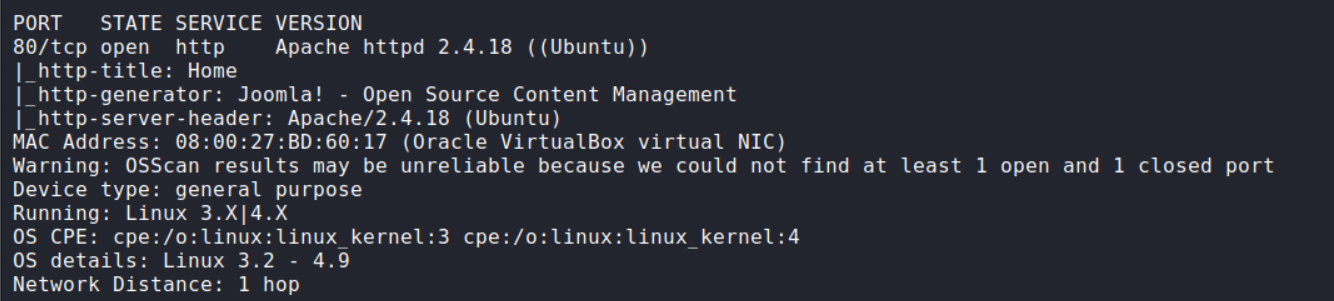 PORT   STATE SERVICE VERSION
80/tcp open  http    Apache httpd 2.4.18 ((Ubuntu))
|_http-title: Home
|_http-generator: Joomla! - Open Source Content Management
|_http-server-header: Apache/2.4.18 (Ubuntu)
MAC Address: 08:00:27:BD:60:17 (Oracle VirtualBox virtual NIC)
Warning: OSScan results may be unreliable because we could not find at least 1 open and 1 closed port
Device type: general purpose
Running: Linux 3.X|4.X
OS CPE: cpe:/o:linux:linux_kernel:3 cpe:/o:linux:linux_kernel:4
OS details: Linux 3.2 - 4.9
Network Distance: 1 hop